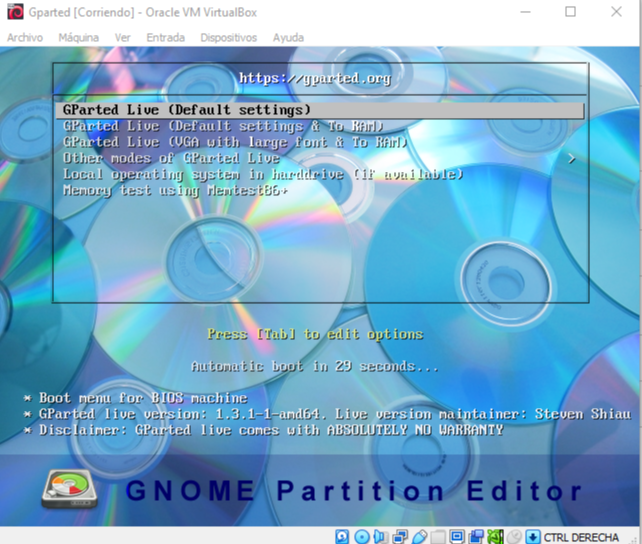 Gparted [Corriendo] - Oracle VM VirtualBox
Archivo Máquina Ver Entrada Dispositivos Ayuda
https://gparted.org
GParted Live (Default settings)
GParted Live (Default settings & To RAM)
GParted Live (VGA with large font & To RAM)
Other modes of GParted Live >
Local operating system in harddrive (if available)
Memory test using Memtest86+
Press [Tab] to edit options
Automatic boot in 29 seconds...
* Boot menu for BIOS machine
* GParted live version: 1.3.1-1-amd64. Live version maintainer: Steven Shiau
* Disclaimer: GParted live comes with ABSOLUTELY NO WARRANTY
GNOME Partition Editor
CTRL DERECHA